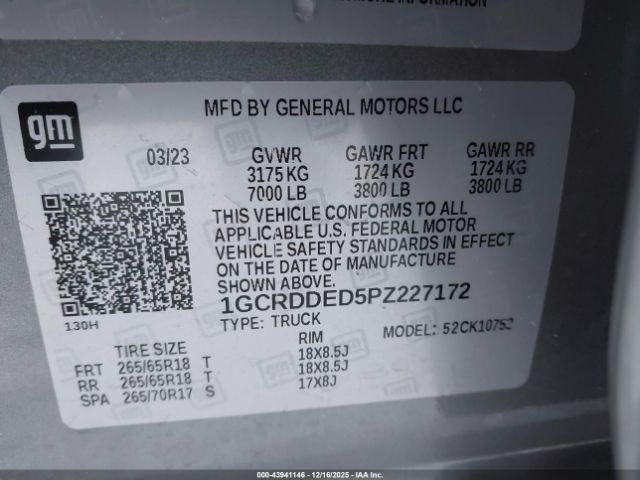 MORE INFORMATION
gm
MFD BY GENERAL MOTORS LLC
03/23 GVWR GAWR FRT GAWR RR
3175 KG 1724 KG 1724 KG
7000 LB 3800 LB 3800 LB
THIS VEHICLE CONFORMS TO ALL
APPLICABLE U.S. FEDERAL MOTOR
VEHICLE SAFETY STANDARDS IN EFFECT
ON THE DATE OF MANUFACTURE
SHOWN ABOVE.
130H
1GCRDDED5PZ227172
TYPE: TRUCK MODEL: 52CK10753
TIRE SIZE RIM
FRT 265/65R18 T 18X8.5J
RR 265/65R18 T 18X8.5J
SPA 265/70R17 S 17X8J
000-43941146 - 12/16/2025 - IAA Inc.